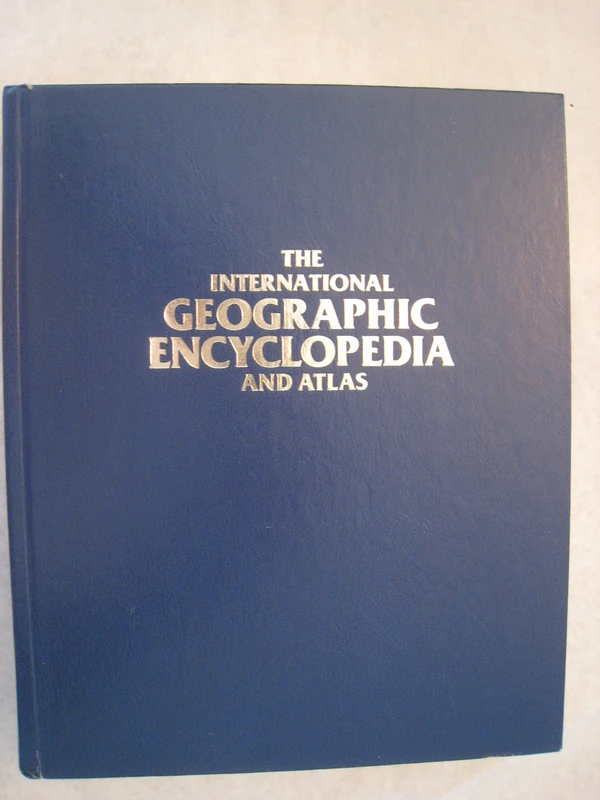 THE
INTERNATIONAL
GEOGRAPHIC
ENCYCLOPEDIA
AND ATLAS